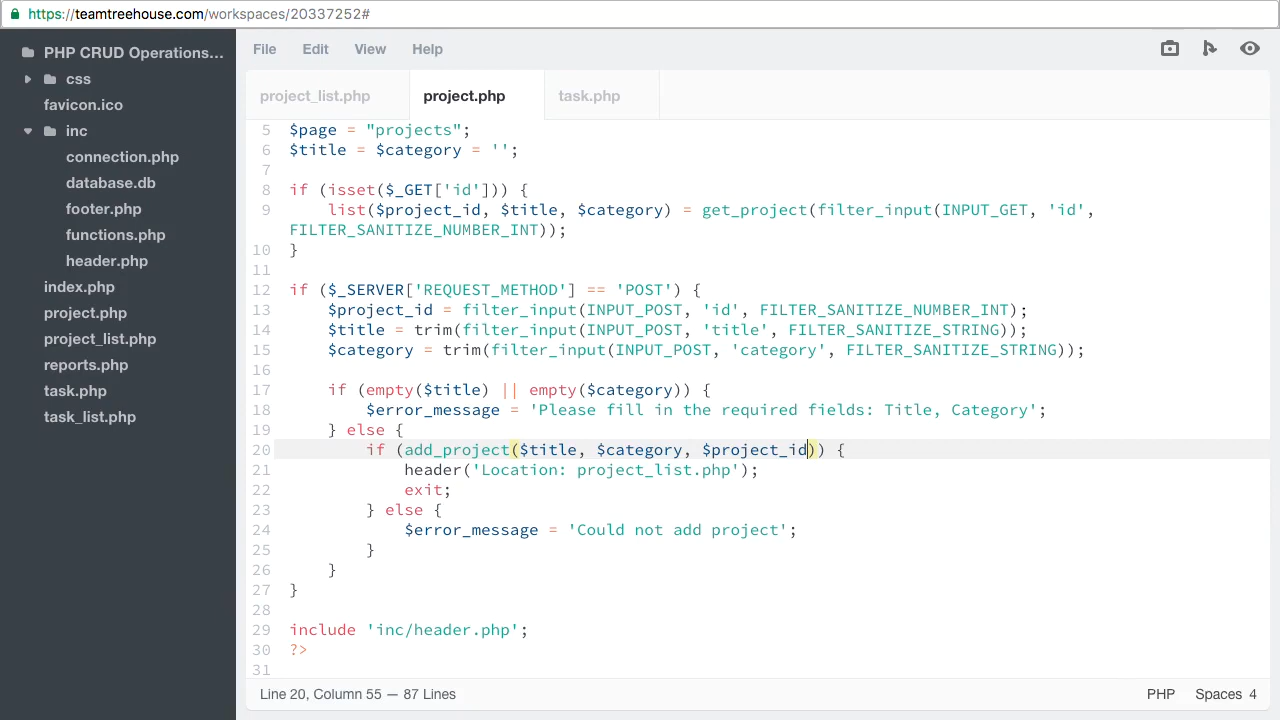 https://teamtreehouse.com/workspaces/20337252#
PHP CRUD Operations...
css
favicon.ico
inc
connection.php
database.db
footer.php
functions.php
header.php
index.php
project.php
project_list.php
reports.php
task.php
task_list.php
File Edit View Help
project_list.php project.php task.php
5 $page = "projects";
6 $title = $category = '';
7
8 if (isset($_GET['id'])) {
9 list($project_id, $title, $category) = get_project(filter_input(INPUT_GET, 'id',
FILTER_SANITIZE_NUMBER_INT));
10 }
11
12 if ($_SERVER['REQUEST_METHOD'] == 'POST') {
13 $project_id = filter_input(INPUT_POST, 'id', FILTER_SANITIZE_NUMBER_INT);
14 $title = trim(filter_input(INPUT_POST, 'title', FILTER_SANITIZE_STRING));
15 $category = trim(filter_input(INPUT_POST, 'category', FILTER_SANITIZE_STRING));
16
17 if (empty($title) || empty($category)) {
18 $error_message = 'Please fill in the required fields: Title, Category';
19 } else {
20 if (add_project($title, $category, $project_id)) {
21 header('Location: project_list.php');
22 exit;
23 } else {
24 $error_message = 'Could not add project';
25 }
26 }
27 }
28
29 include 'inc/header.php';
30 ?>
31
Line 20, Column 55 — 87 Lines PHP Spaces 4